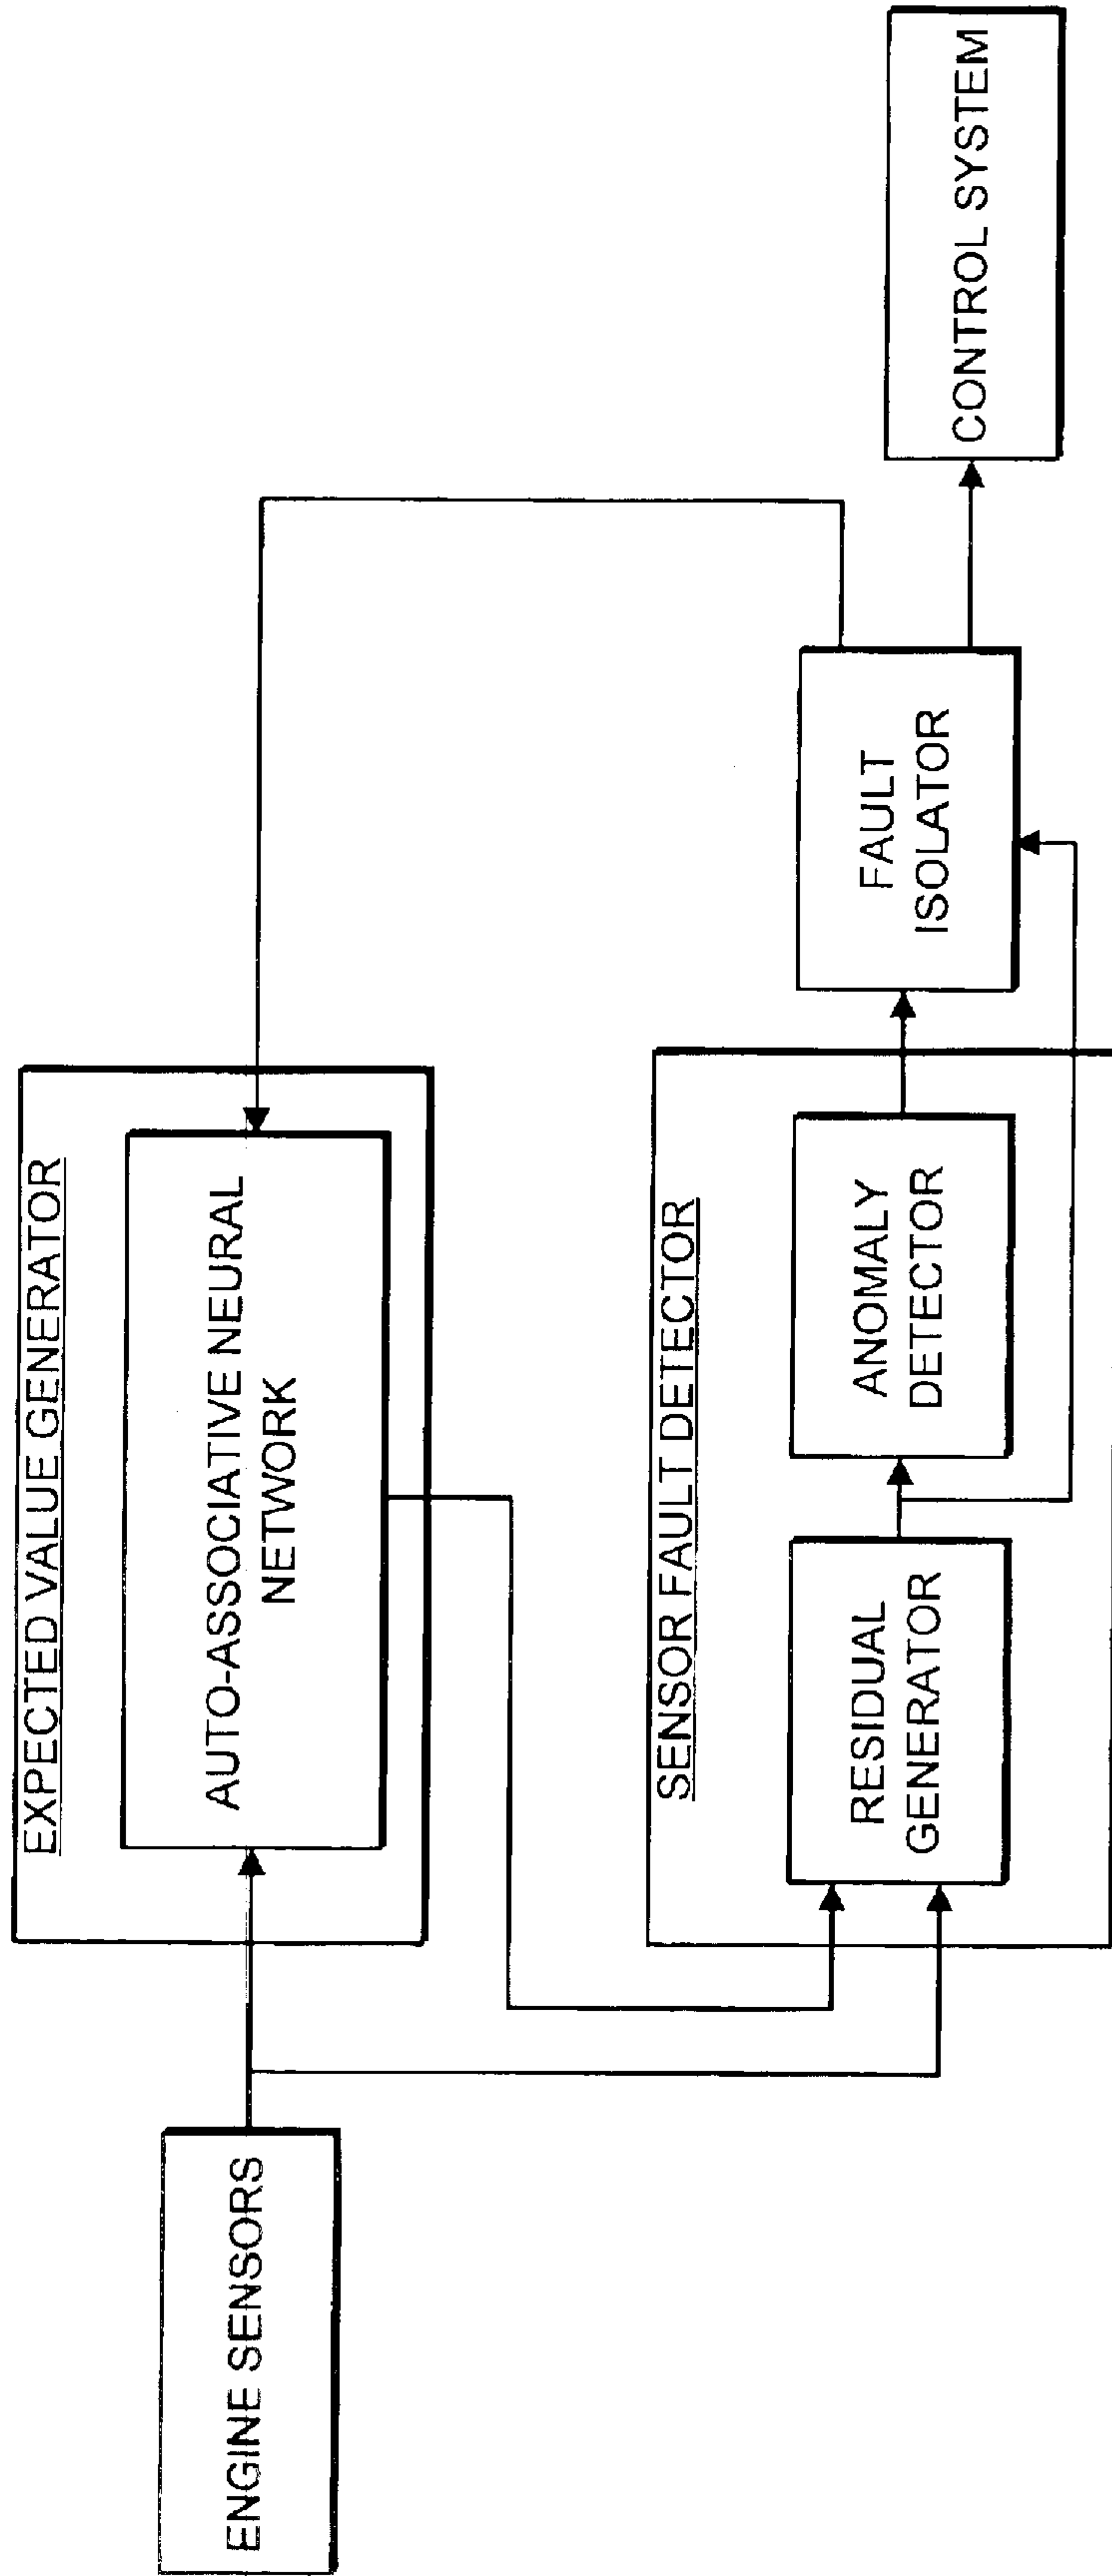 EXPECTED VALUE GENERATOR
ENGINE SENSORS
AUTO-ASSOCIATIVE NEURAL
NETWORK
SENSOR FAULT DETECTOR
RESIDUAL
GENERATOR
ANOMALY
DETECTOR
FAULT
ISOLATOR
CONTROL SYSTEM